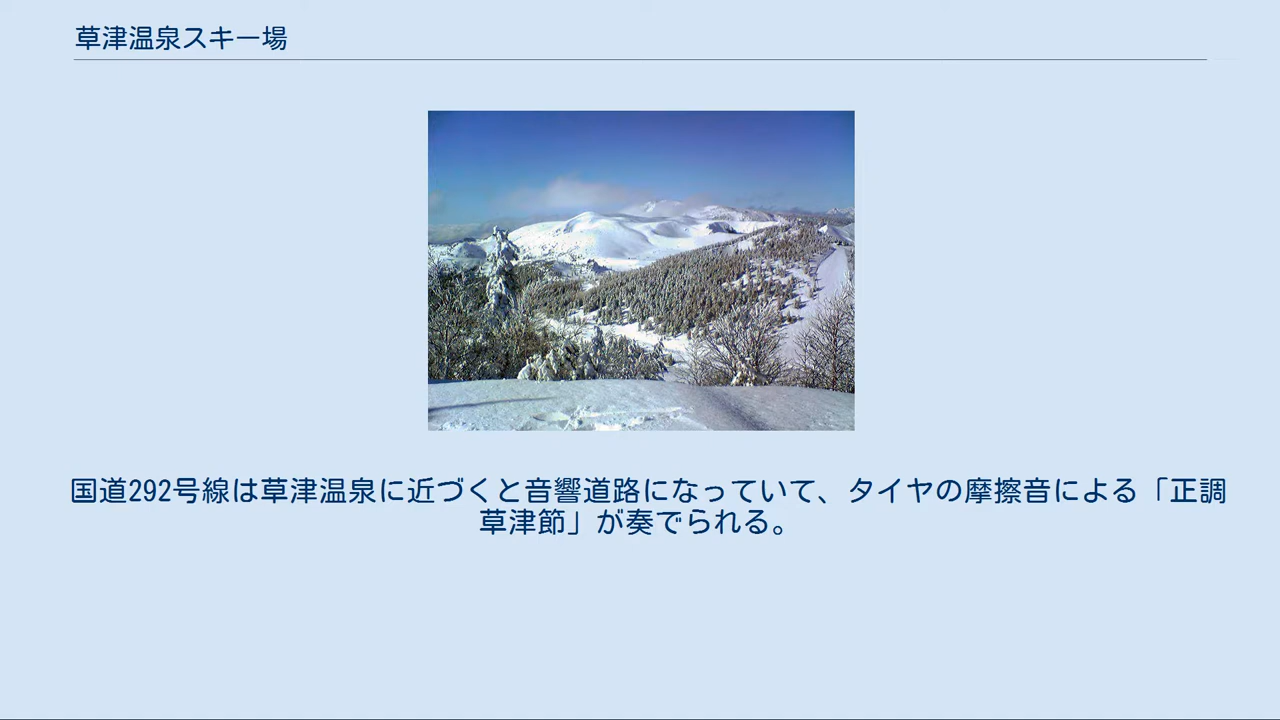 草津温泉スキー場
国道292号線は草津温泉に近づくと音響道路になっていて、タイヤの摩擦音による「正調
草津節」が奏でられる。